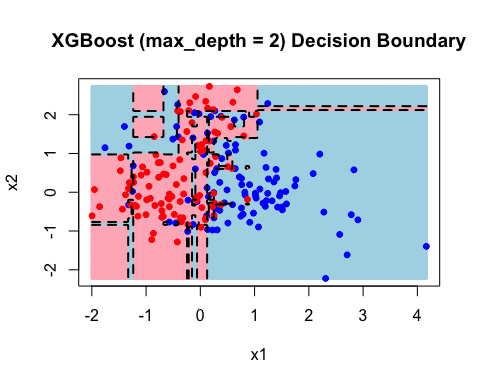 XGBoost (max_depth = 2) Decision Boundary
2
1
0
-1
-2
x2
-2 -1 0 1 2 3 4
x1